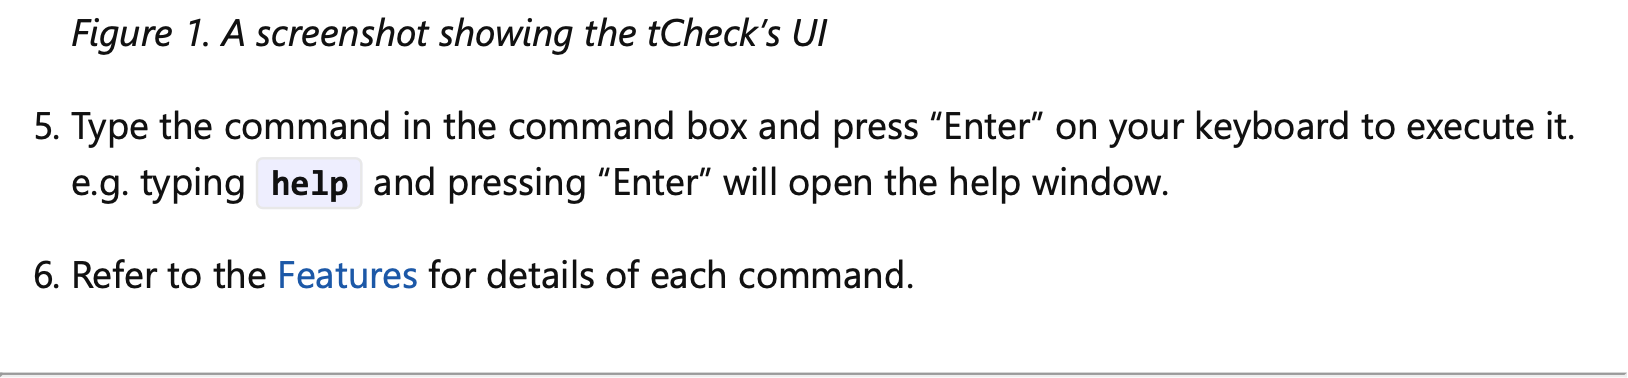 Figure 1. A screenshot showing the tCheck’s UI
5. Type the command in the command box and press “Enter” on your keyboard to execute it.
e.g. typing help and pressing “Enter” will open the help window.
6. Refer to the Features for details of each command.